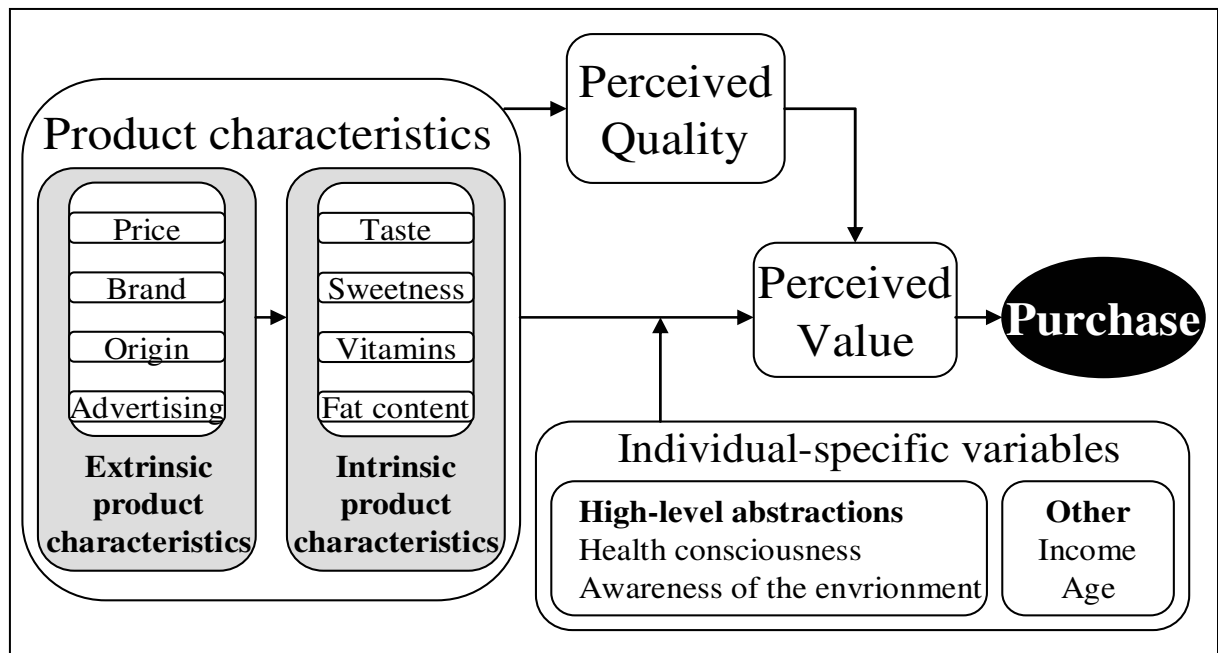 Product characteristics
Price
Brand
Origin
Advertising
Extrinsic
product
characteristics
Taste
Sweetness
Vitamins
Fat content
Intrinsic
product
characteristics
Perceived
Quality
Perceived
Value
Purchase
Individual-specific variables
High-level abstractions
Health consciousness
Awareness of the envrionment
Other
Income
Age